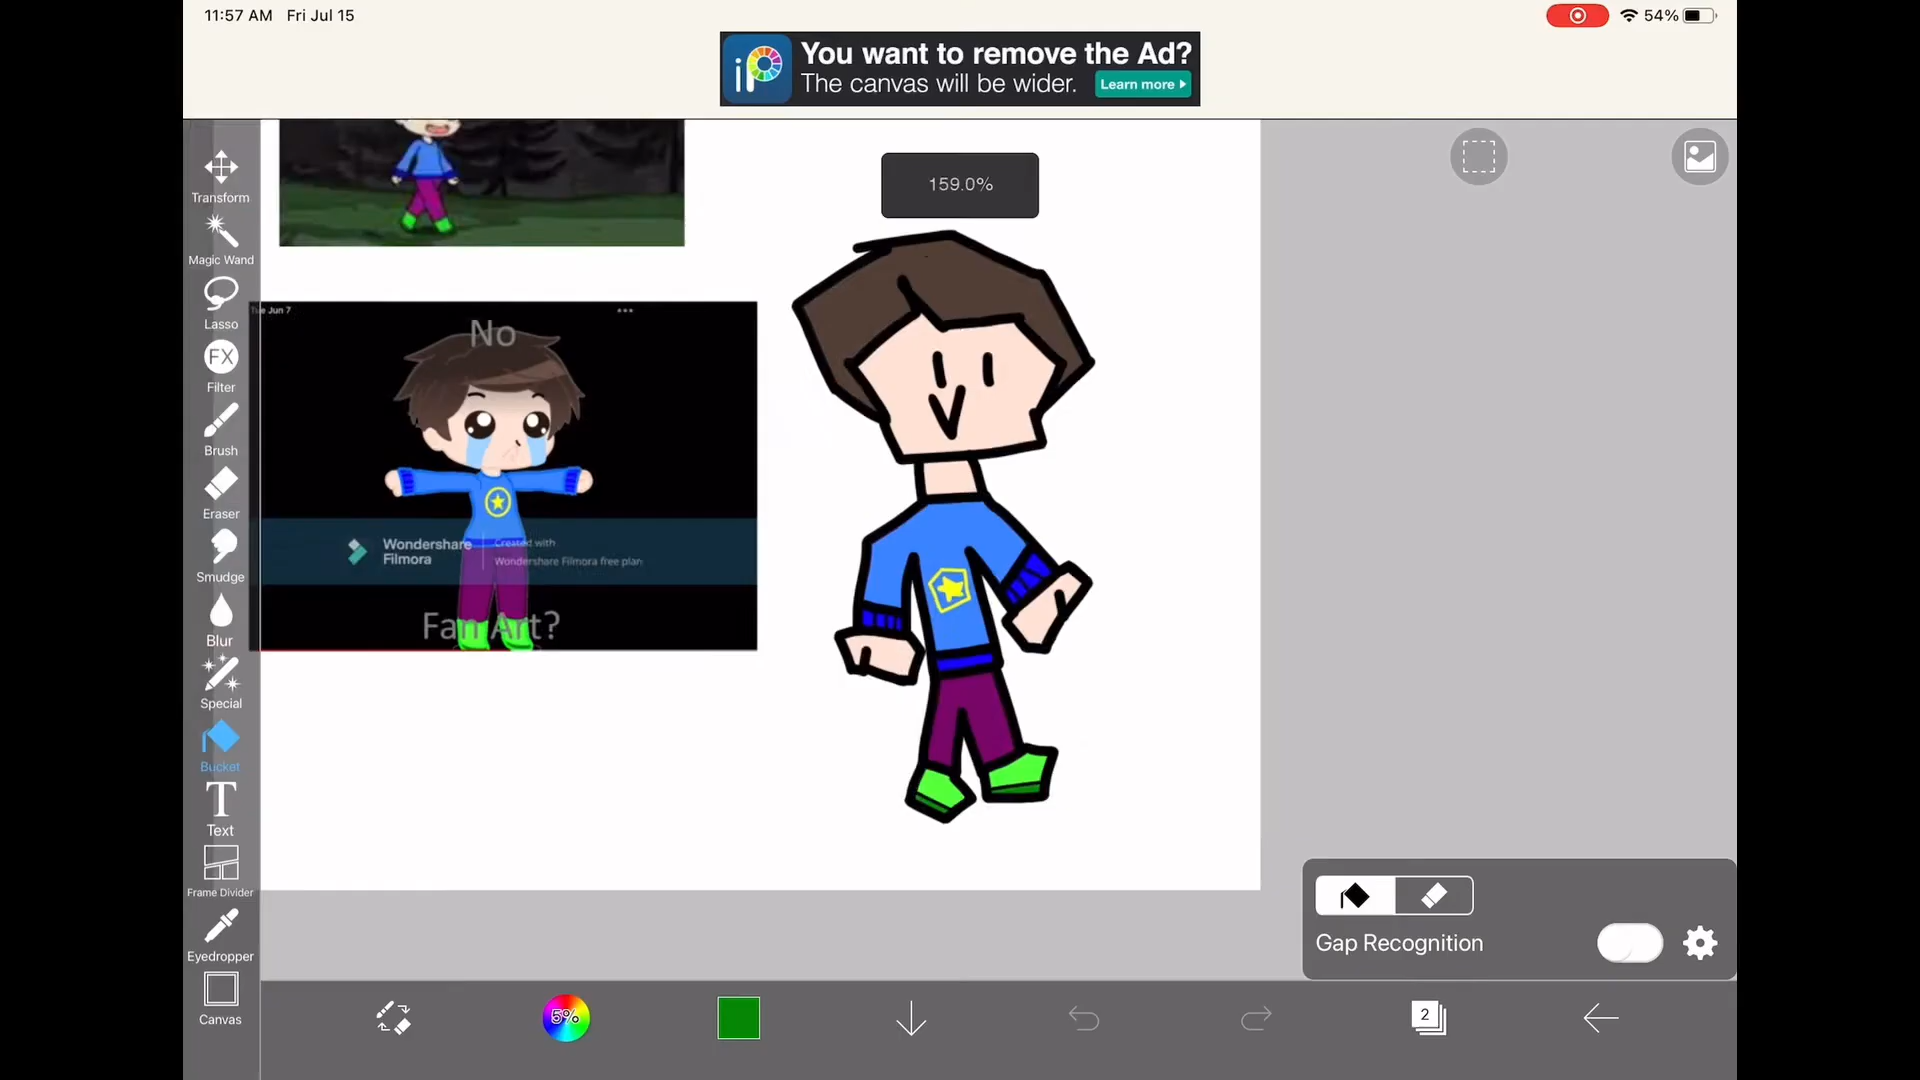 11:57 AM Fri Jul 15
54%
iP
You want to remove the Ad?
The canvas will be wider.
Learn more
159.0%
Transform
Magic Wand
Lasso
FX
Filter
Brush
Eraser
Smudge
Blur
Special
Bucket
T
Text
Frame Divider
Eyedropper
Canvas
Tue Jun 7
No
Wondershare
Filmora
Created with
Wondershare Filmora free plan
Fan Art?
Gap Recognition
5%
2